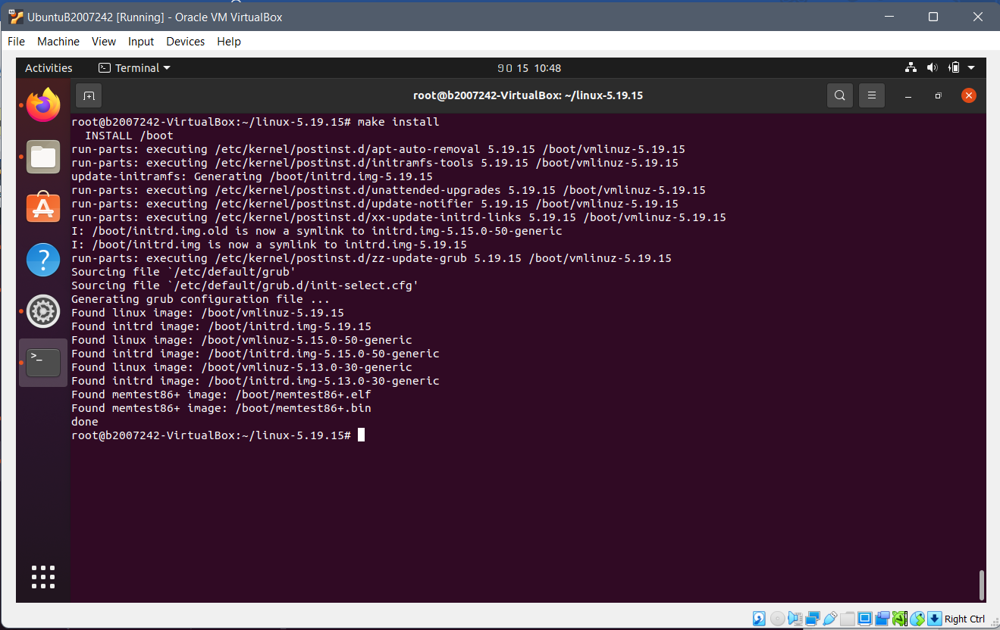 UbuntuB2007242 [Running] - Oracle VM VirtualBox
File Machine View Input Devices Help
Activities Terminal 15 10:48
root@b2007242-VirtualBox: ~/linux-5.19.15
root@b2007242-VirtualBox:~/linux-5.19.15# make install
  INSTALL /boot
run-parts: executing /etc/kernel/postinst.d/apt-auto-removal 5.19.15 /boot/vmlinuz-5.19.15
run-parts: executing /etc/kernel/postinst.d/initramfs-tools 5.19.15 /boot/vmlinuz-5.19.15
update-initramfs: Generating /boot/initrd.img-5.19.15
run-parts: executing /etc/kernel/postinst.d/unattended-upgrades 5.19.15 /boot/vmlinuz-5.19.15
run-parts: executing /etc/kernel/postinst.d/update-notifier 5.19.15 /boot/vmlinuz-5.19.15
run-parts: executing /etc/kernel/postinst.d/xx-update-initrd-links 5.19.15 /boot/vmlinuz-5.19.15
I: /boot/initrd.img.old is now a symlink to initrd.img-5.15.0-50-generic
I: /boot/initrd.img is now a symlink to initrd.img-5.19.15
run-parts: executing /etc/kernel/postinst.d/zz-update-grub 5.19.15 /boot/vmlinuz-5.19.15
Sourcing file `/etc/default/grub'
Sourcing file `/etc/default/grub.d/init-select.cfg'
Generating grub configuration file ...
Found linux image: /boot/vmlinuz-5.19.15
Found initrd image: /boot/initrd.img-5.19.15
Found linux image: /boot/vmlinuz-5.15.0-50-generic
Found initrd image: /boot/initrd.img-5.15.0-50-generic
Found linux image: /boot/vmlinuz-5.13.0-30-generic
Found initrd image: /boot/initrd.img-5.13.0-30-generic
Found memtest86+ image: /boot/memtest86+.elf
Found memtest86+ image: /boot/memtest86+.bin
done
root@b2007242-VirtualBox:~/linux-5.19.15#
Right Ctrl